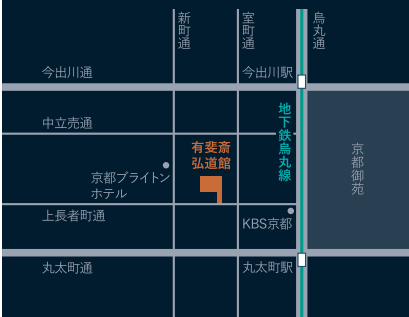 新町通
室町通
烏丸通
今出川通
今出川駅
中立売通
地下鉄烏丸線
有斐斎
弘道館
京都御苑
京都ブライトン
ホテル
上長者町通
KBS京都
丸太町通
丸太町駅